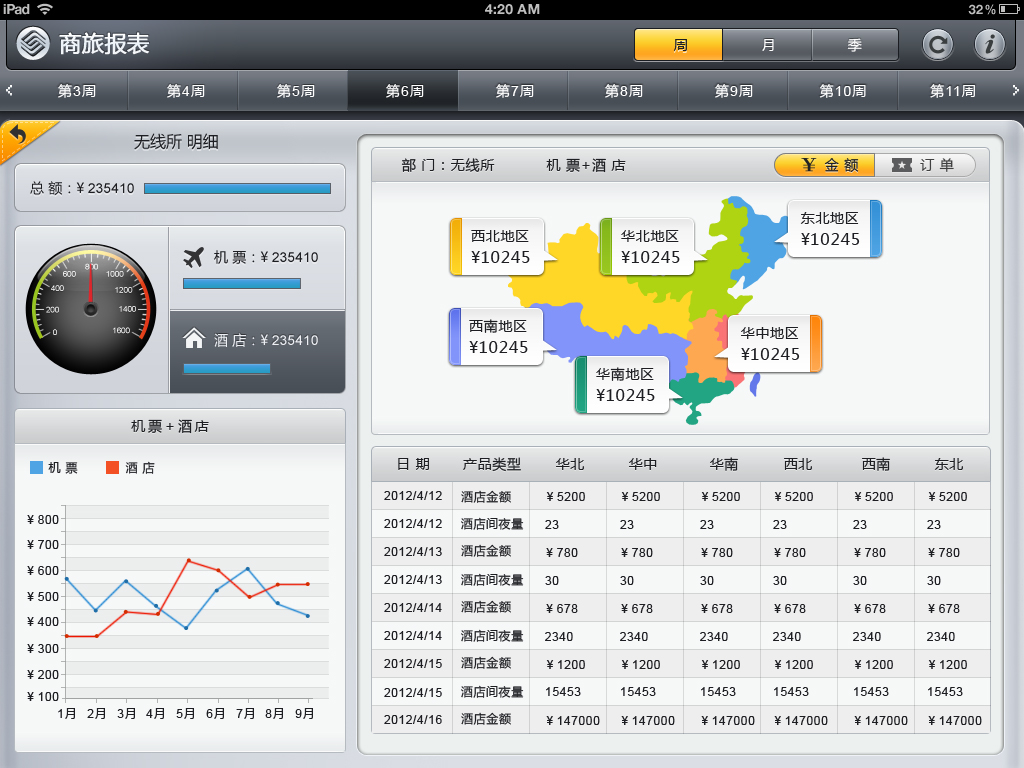 iPad 4:20 AM 32%
商旅报表 周 月 季
第3周 第4周 第5周 第6周 第7周 第8周 第9周 第10周 第11周
无线所 明细
总额:¥235410
0 200 400 600 800 1000 1200 1400 1600
机票:¥235410
酒店:¥235410
机票+酒店
机票 酒店
¥800
¥700
¥600
¥500
¥400
¥300
¥200
¥100
1月 2月 3月 4月 5月 6月 7月 8月 9月
部门:无线所 机票+酒店 ¥ 金额 订单
西北地区
¥10245
华北地区
¥10245
东北地区
¥10245
西南地区
¥10245
华中地区
¥10245
华南地区
¥10245
日期 产品类型 华北 华中 华南 西北 西南 东北
2012/4/12 酒店金额 ¥5200 ¥5200 ¥5200 ¥5200 ¥5200 ¥5200
2012/4/12 酒店间夜量 23 23 23 23 23 23
2012/4/13 酒店金额 ¥780 ¥780 ¥780 ¥780 ¥780 ¥780
2012/4/13 酒店间夜量 30 30 30 30 30 30
2012/4/14 酒店金额 ¥678 ¥678 ¥678 ¥678 ¥678 ¥678
2012/4/14 酒店间夜量 2340 2340 2340 2340 2340 2340
2012/4/15 酒店金额 ¥1200 ¥1200 ¥1200 ¥1200 ¥1200 ¥1200
2012/4/15 酒店间夜量 15453 15453 15453 15453 15453 15453
2012/4/16 酒店金额 ¥147000 ¥147000 ¥147000 ¥147000 ¥147000 ¥147000